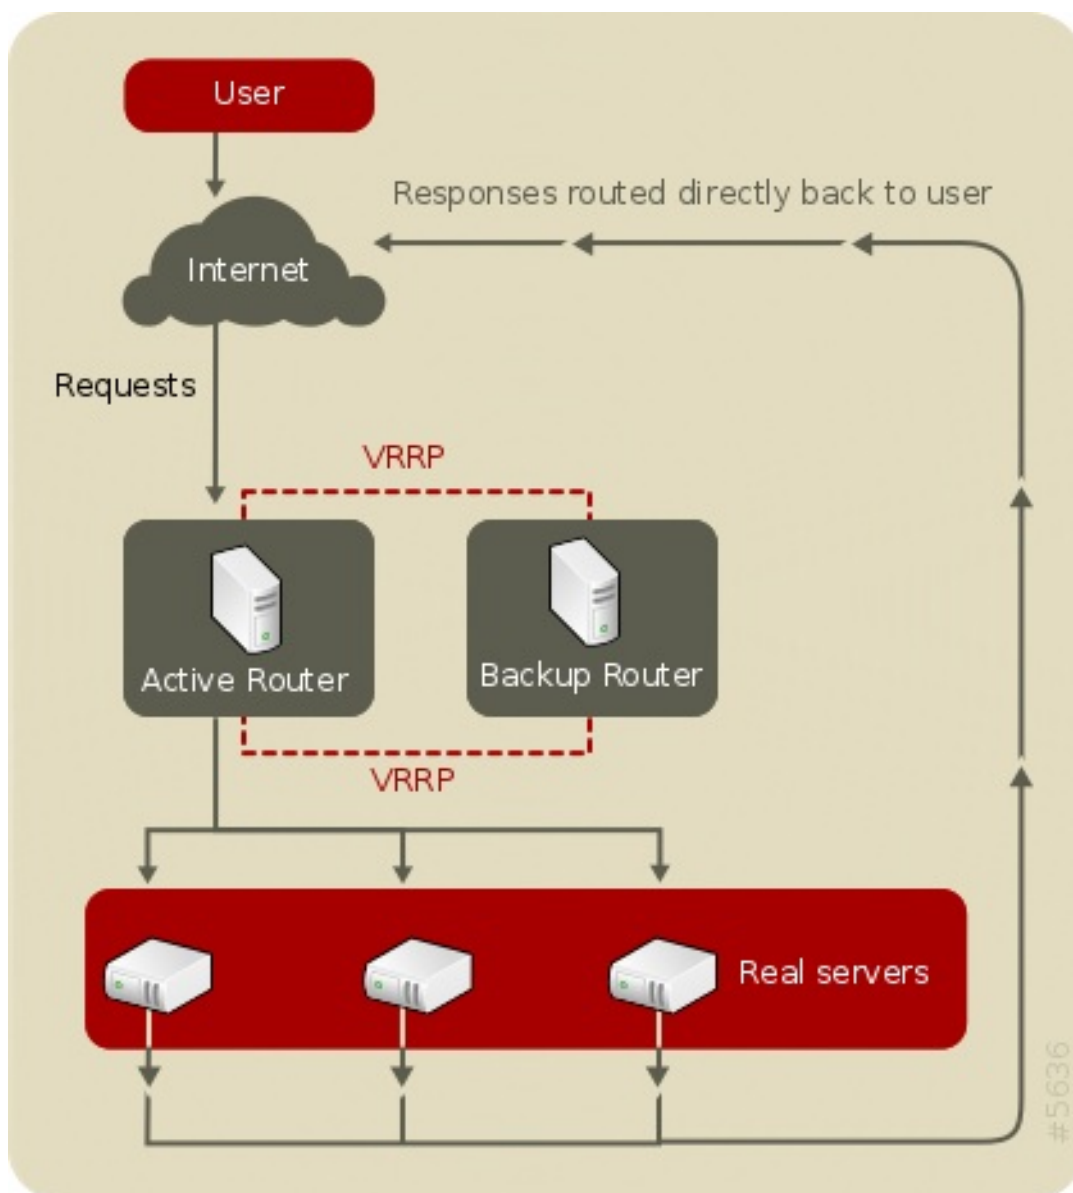 User
Responses routed directly back to user
Internet
Requests
VRRP
Active Router
Backup Router
VRRP
Real servers
#5636